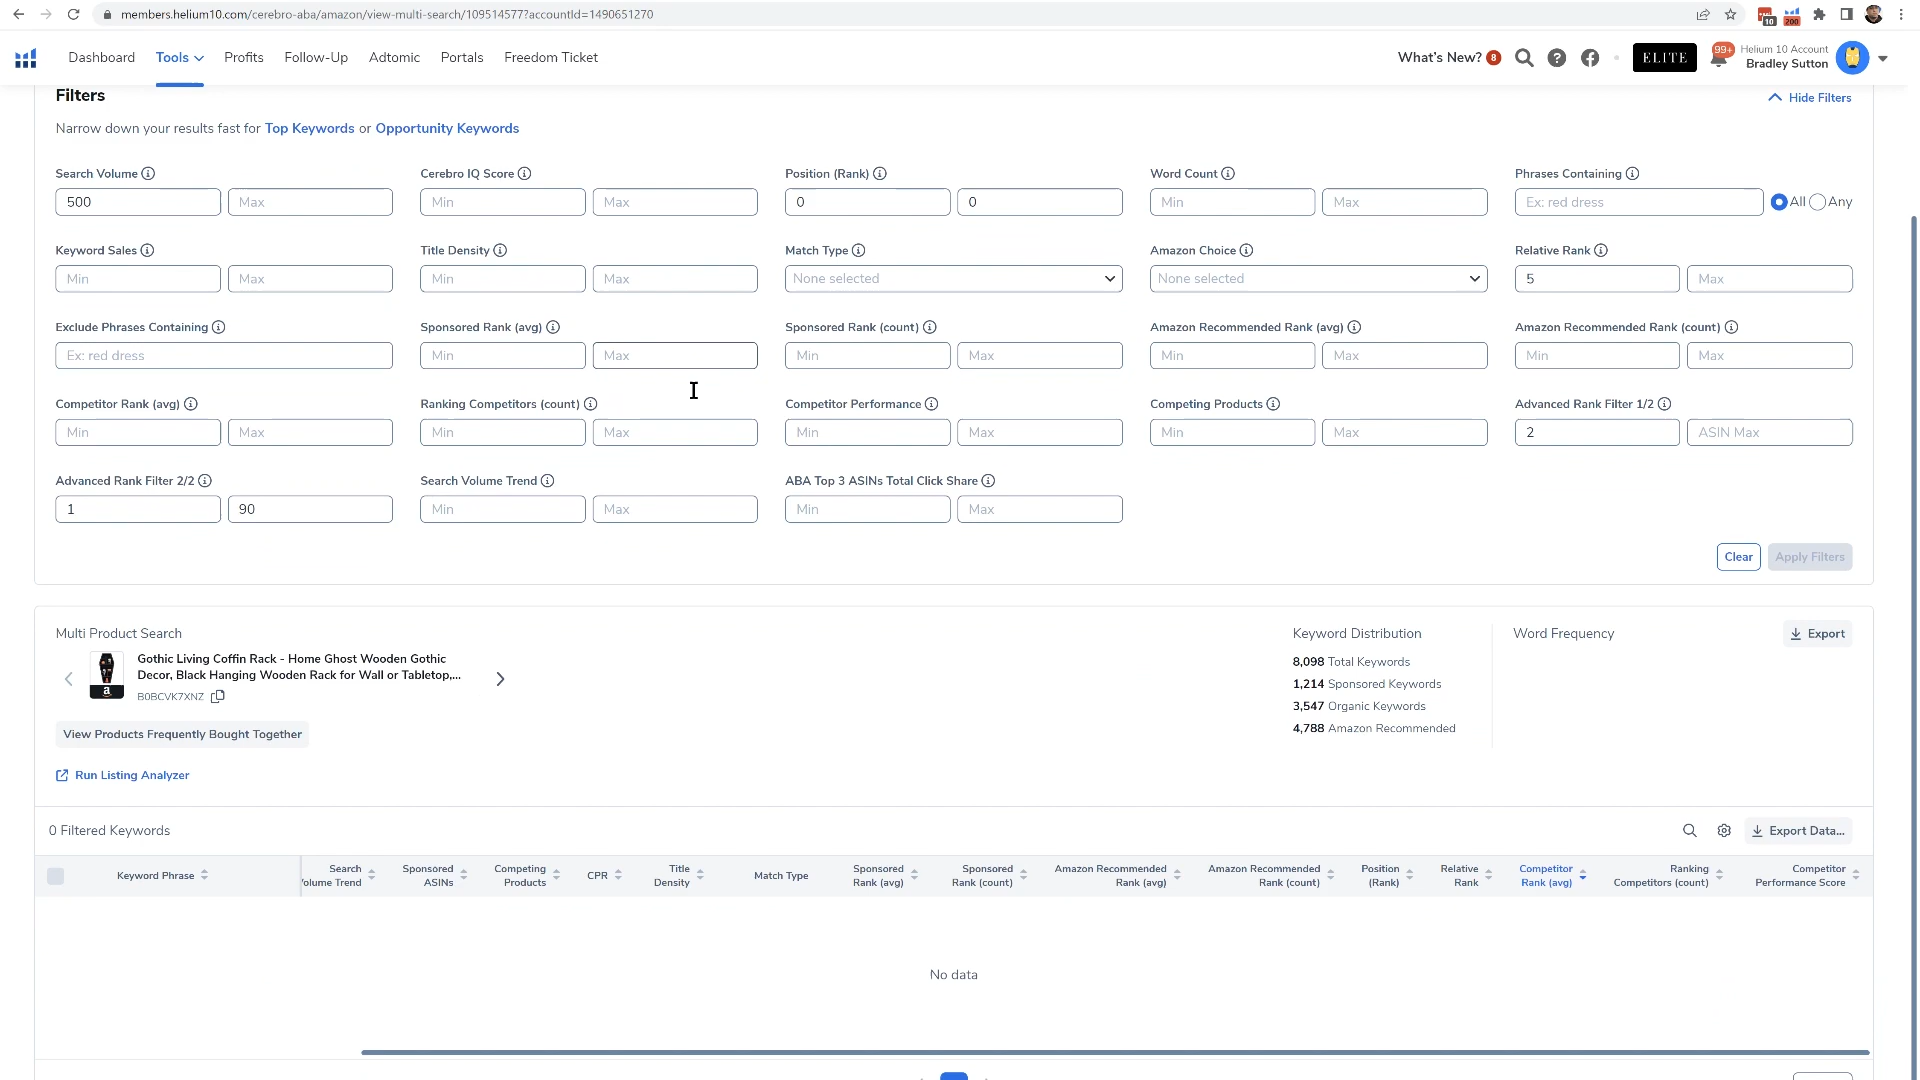 members.helium10.com/cerebro-aba/amazon/view-multi-search/109514577?accountId=1490651270
10
200
Dashboard
Tools
Profits
Follow-Up
Adtomic
Portals
Freedom Ticket
What's New? 8
ELITE
99+
Helium 10 Account
Bradley Sutton
Filters
Hide Filters
Narrow down your results fast for Top Keywords or Opportunity Keywords
Search Volume
Cerebro IQ Score
Position (Rank)
Word Count
Phrases Containing
500
Max
Min
Max
0
0
Min
Max
Ex: red dress
All
Any
Keyword Sales
Title Density
Match Type
Amazon Choice
Relative Rank
Min
Max
Min
Max
None selected
None selected
5
Max
Exclude Phrases Containing
Sponsored Rank (avg)
Sponsored Rank (count)
Amazon Recommended Rank (avg)
Amazon Recommended Rank (count)
Ex: red dress
Min
Max
Min
Max
Min
Max
Min
Max
Competitor Rank (avg)
Ranking Competitors (count)
Competitor Performance
Competing Products
Advanced Rank Filter 1/2
Min
Max
Min
Max
Min
Max
Min
Max
2
ASIN Max
Advanced Rank Filter 2/2
Search Volume Trend
ABA Top 3 ASINs Total Click Share
1
90
Min
Max
Min
Max
Clear
Apply Filters
Multi Product Search
Gothic Living Coffin Rack - Home Ghost Wooden Gothic
Decor, Black Hanging Wooden Rack for Wall or Tabletop,...
B0BCVK7XNZ
a
View Products Frequently Bought Together
Run Listing Analyzer
Keyword Distribution
8,098 Total Keywords
1,214 Sponsored Keywords
3,547 Organic Keywords
4,788 Amazon Recommended
Word Frequency
Export
0 Filtered Keywords
Export Data...
Keyword Phrase
Search
Volume Trend
Sponsored
ASINs
Competing
Products
CPR
Title
Density
Match Type
Sponsored
Rank (avg)
Sponsored
Rank (count)
Amazon Recommended
Rank (avg)
Amazon Recommended
Rank (count)
Position
(Rank)
Relative
Rank
Competitor
Rank (avg)
Ranking
Competitors (count)
Competitor
Performance Score
No data